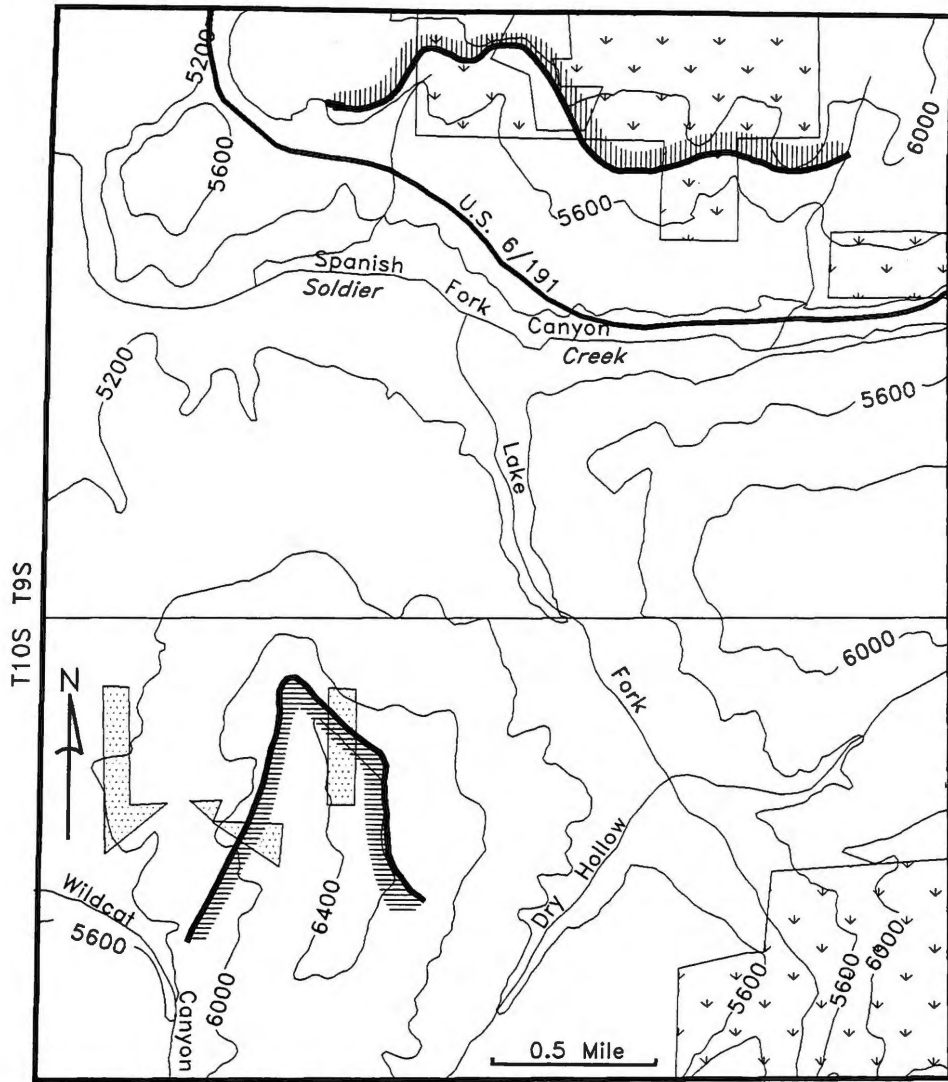 5200
6000
5600
5600
U.S. 6/191
Spanish Fork Canyon
Soldier Creek
5200
5600
Lake Fork
T10S T9S
6000
N
Dry Hollow
Wildcat Canyon
5600
6400
6000
5600
5600
6000
0.5 Mile